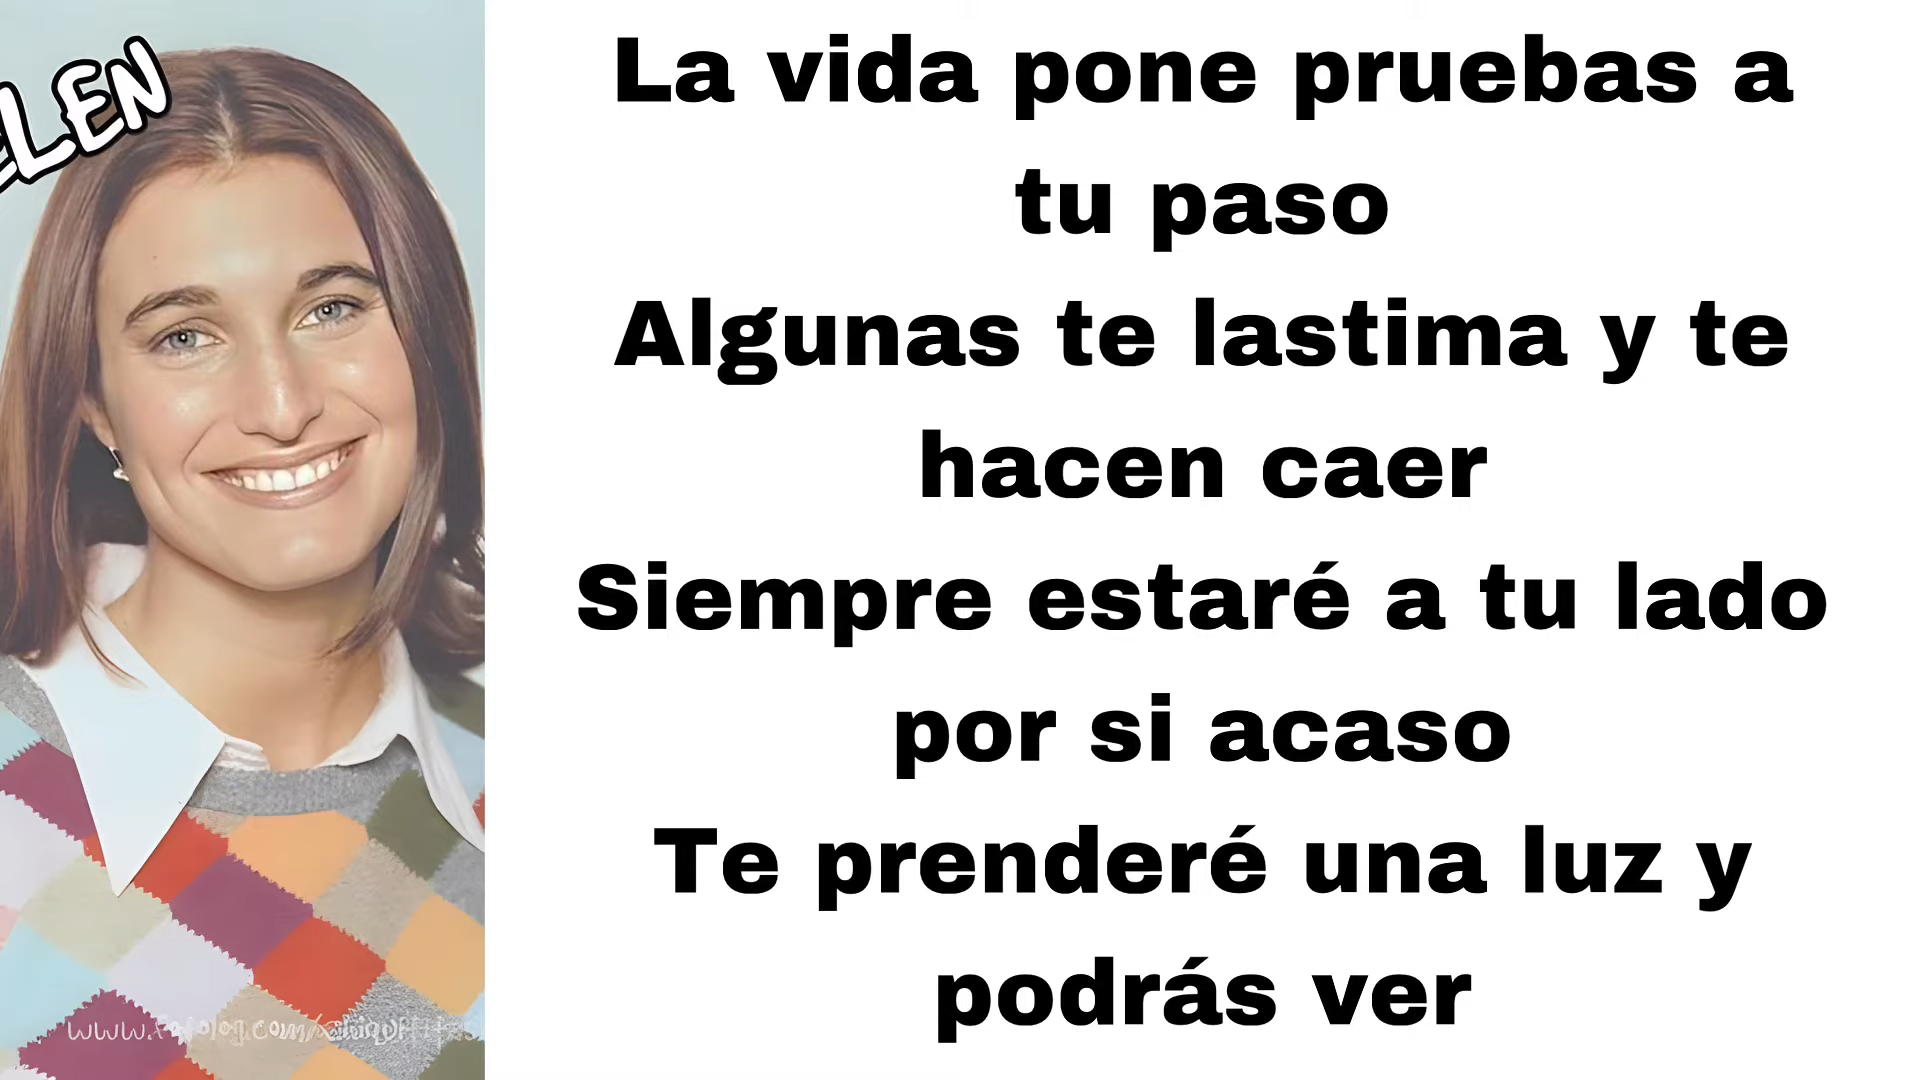 LEN
La vida pone pruebas a
tu paso
Algunas te lastima y te
hacen caer
Siempre estaré a tu lado
por si acaso
Te prenderé una luz y
podrás ver